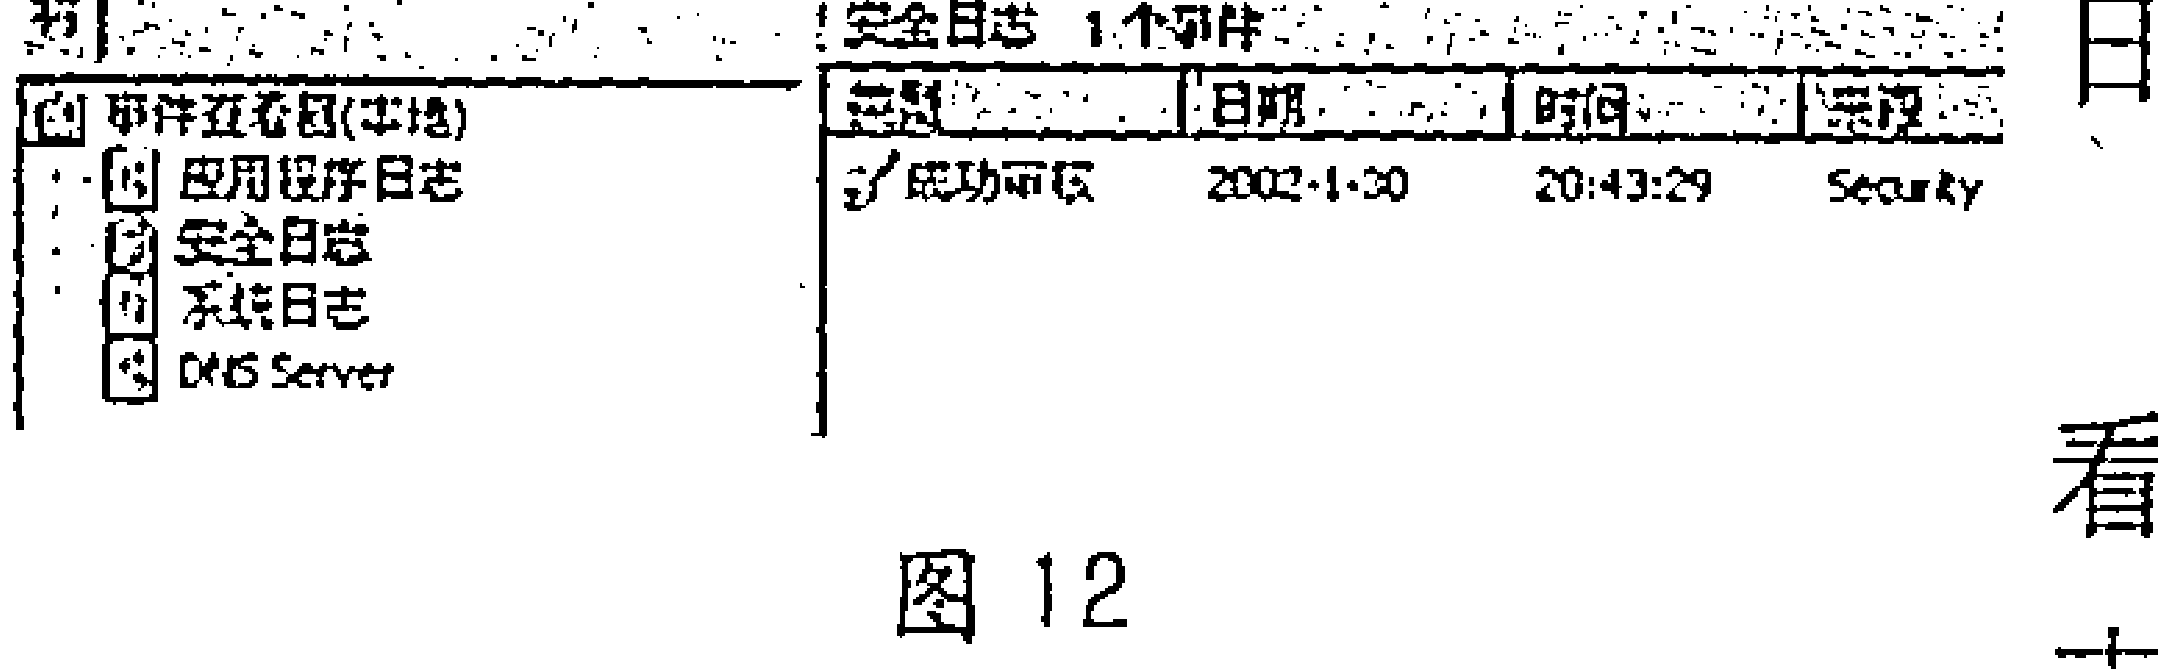 树
安全日志 1个事件
事件查看器(本地)
应用程序日志
安全日志
系统日志
DNS Server
类型 日期 时间 来源
成功审核 2002-1-30 20:43:29 Security
图 12
日
看